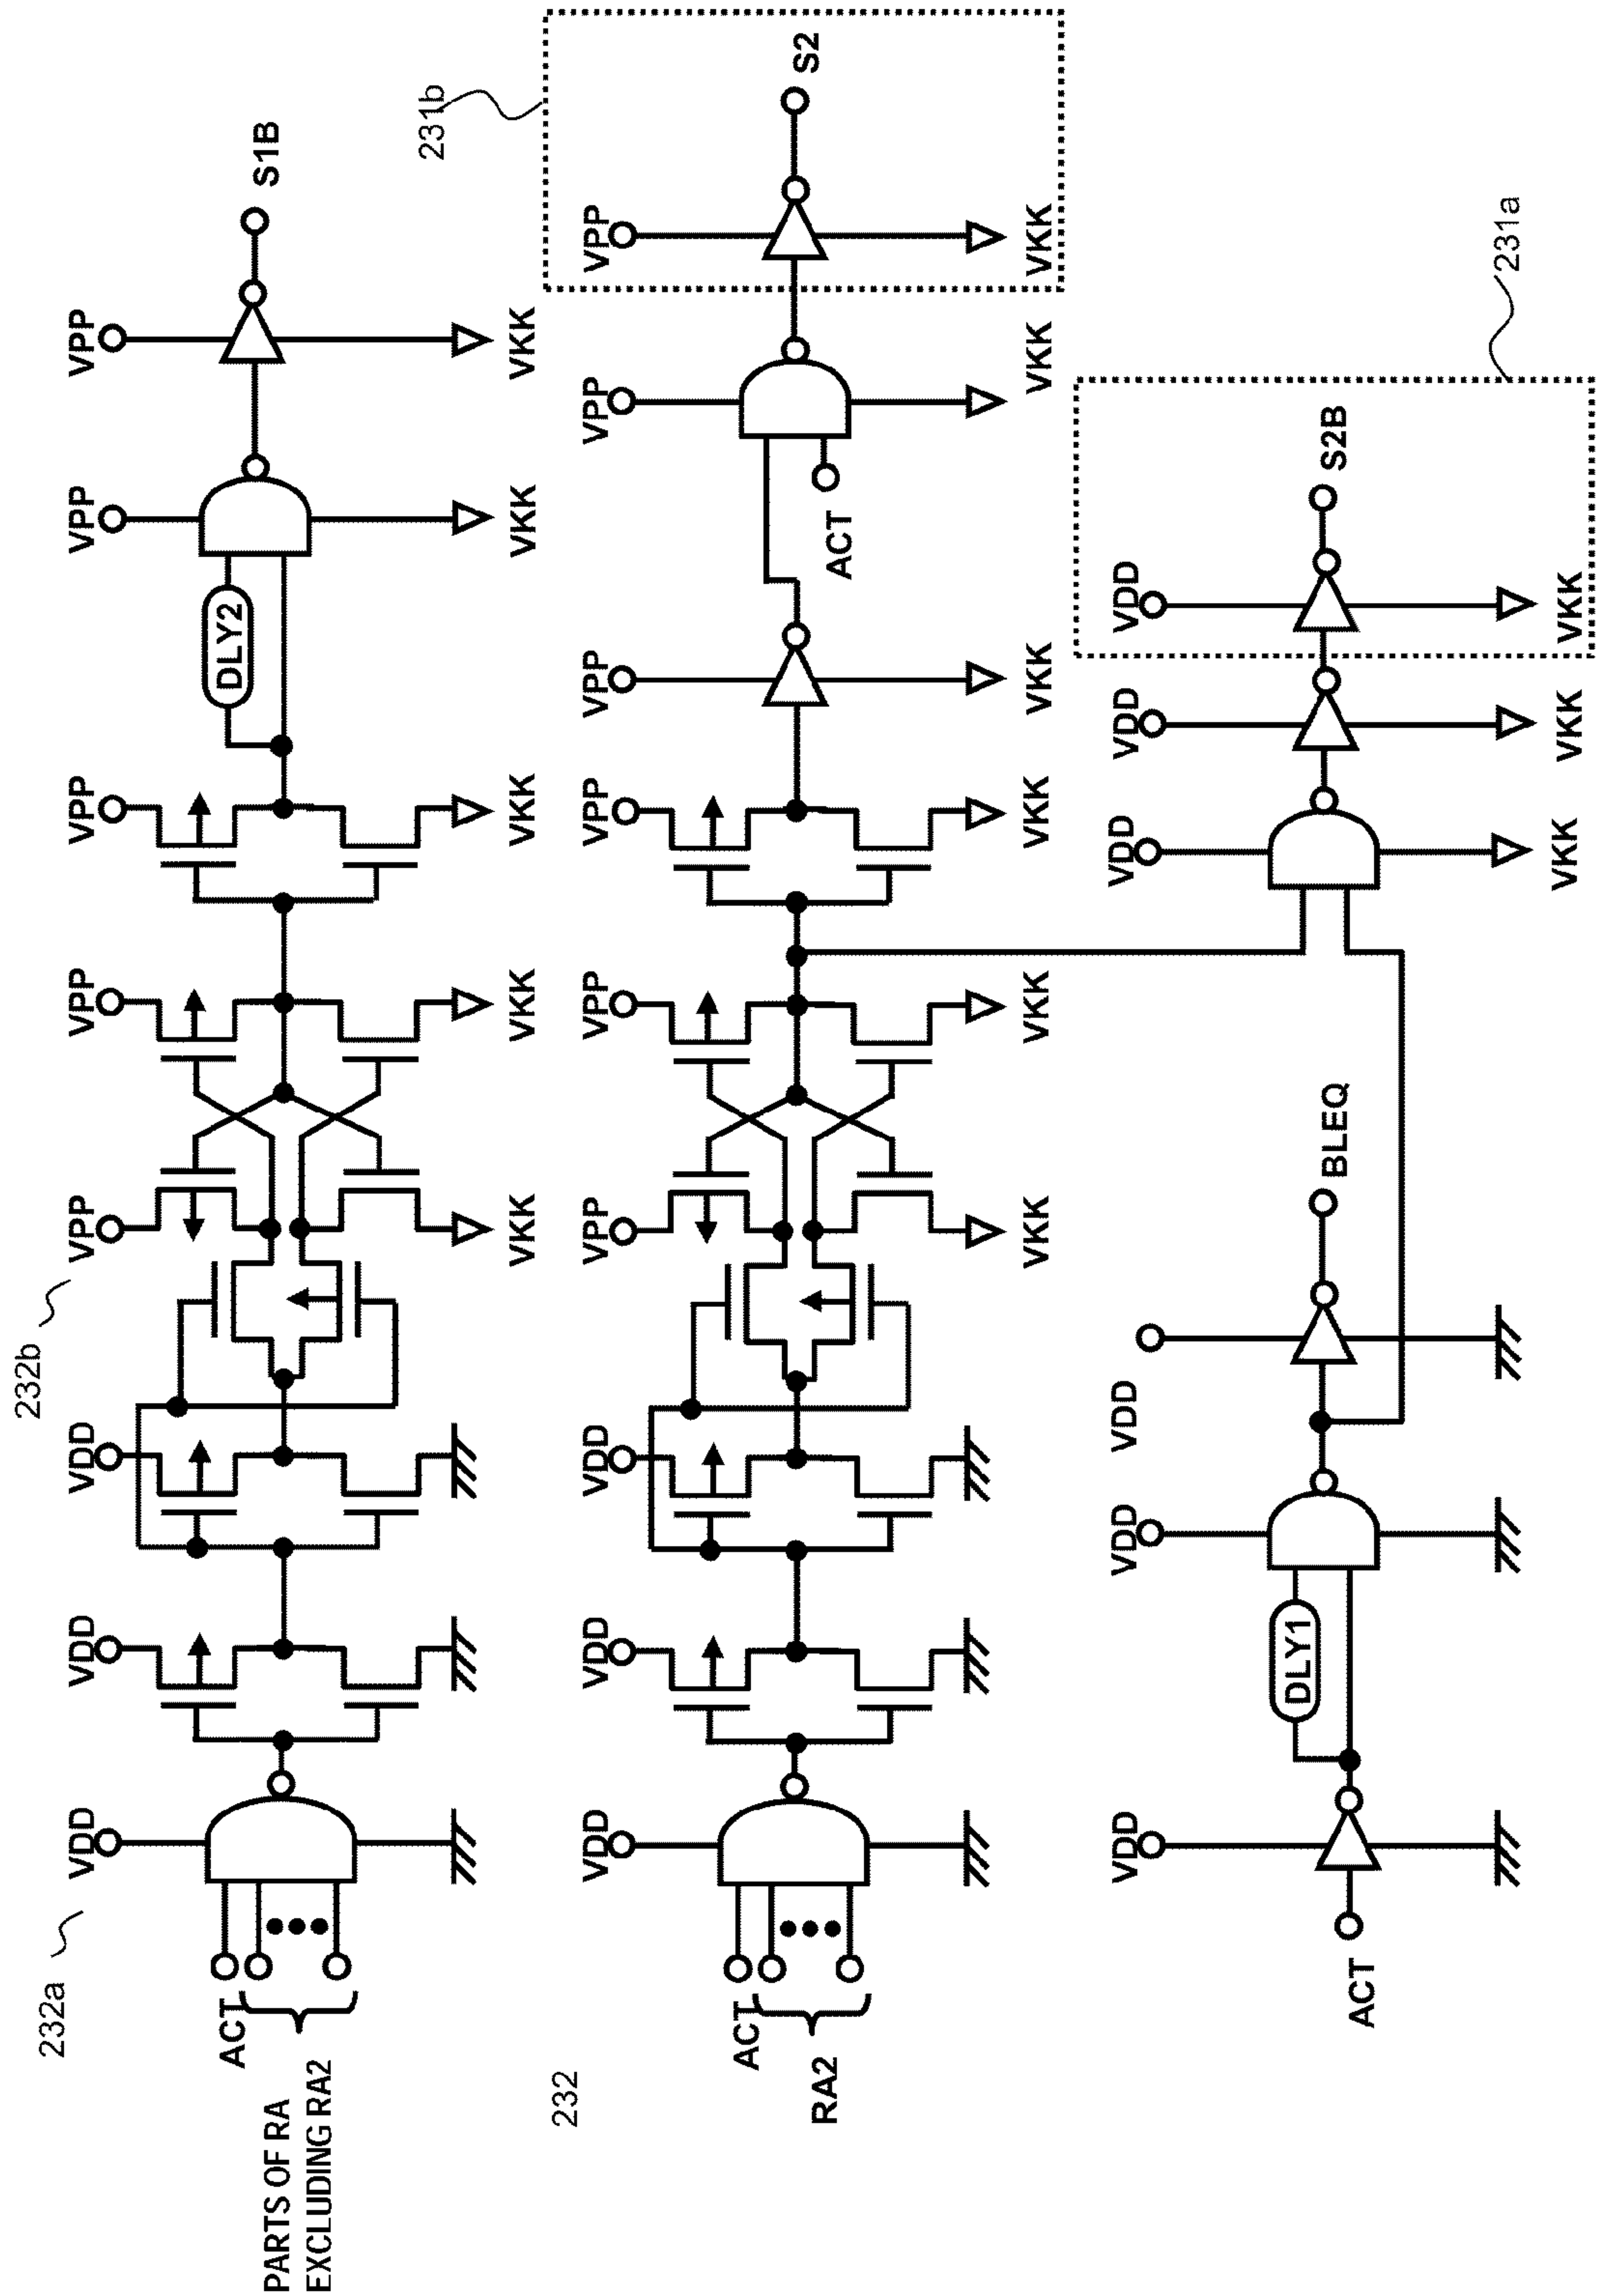 232a
232b
VDD
VDD
VDD
VPP
VPP
VPP
VPP
VPP
ACT
DLY2
S1B
PARTS OF RA
EXCLUDING RA2
VKK
VKK
VKK
VKK
VKK
231b
232
VDD
VDD
VDD
VPP
VPP
VPP
VPP
VPP
VPP
ACT
RA2
ACT
S2
VKK
VKK
VKK
VKK
VKK
VKK
VDD
VDD
VDD
VDD
VDD
VDD
ACT
DLY1
BLEQ
S2B
VKK
VKK
VKK
231a